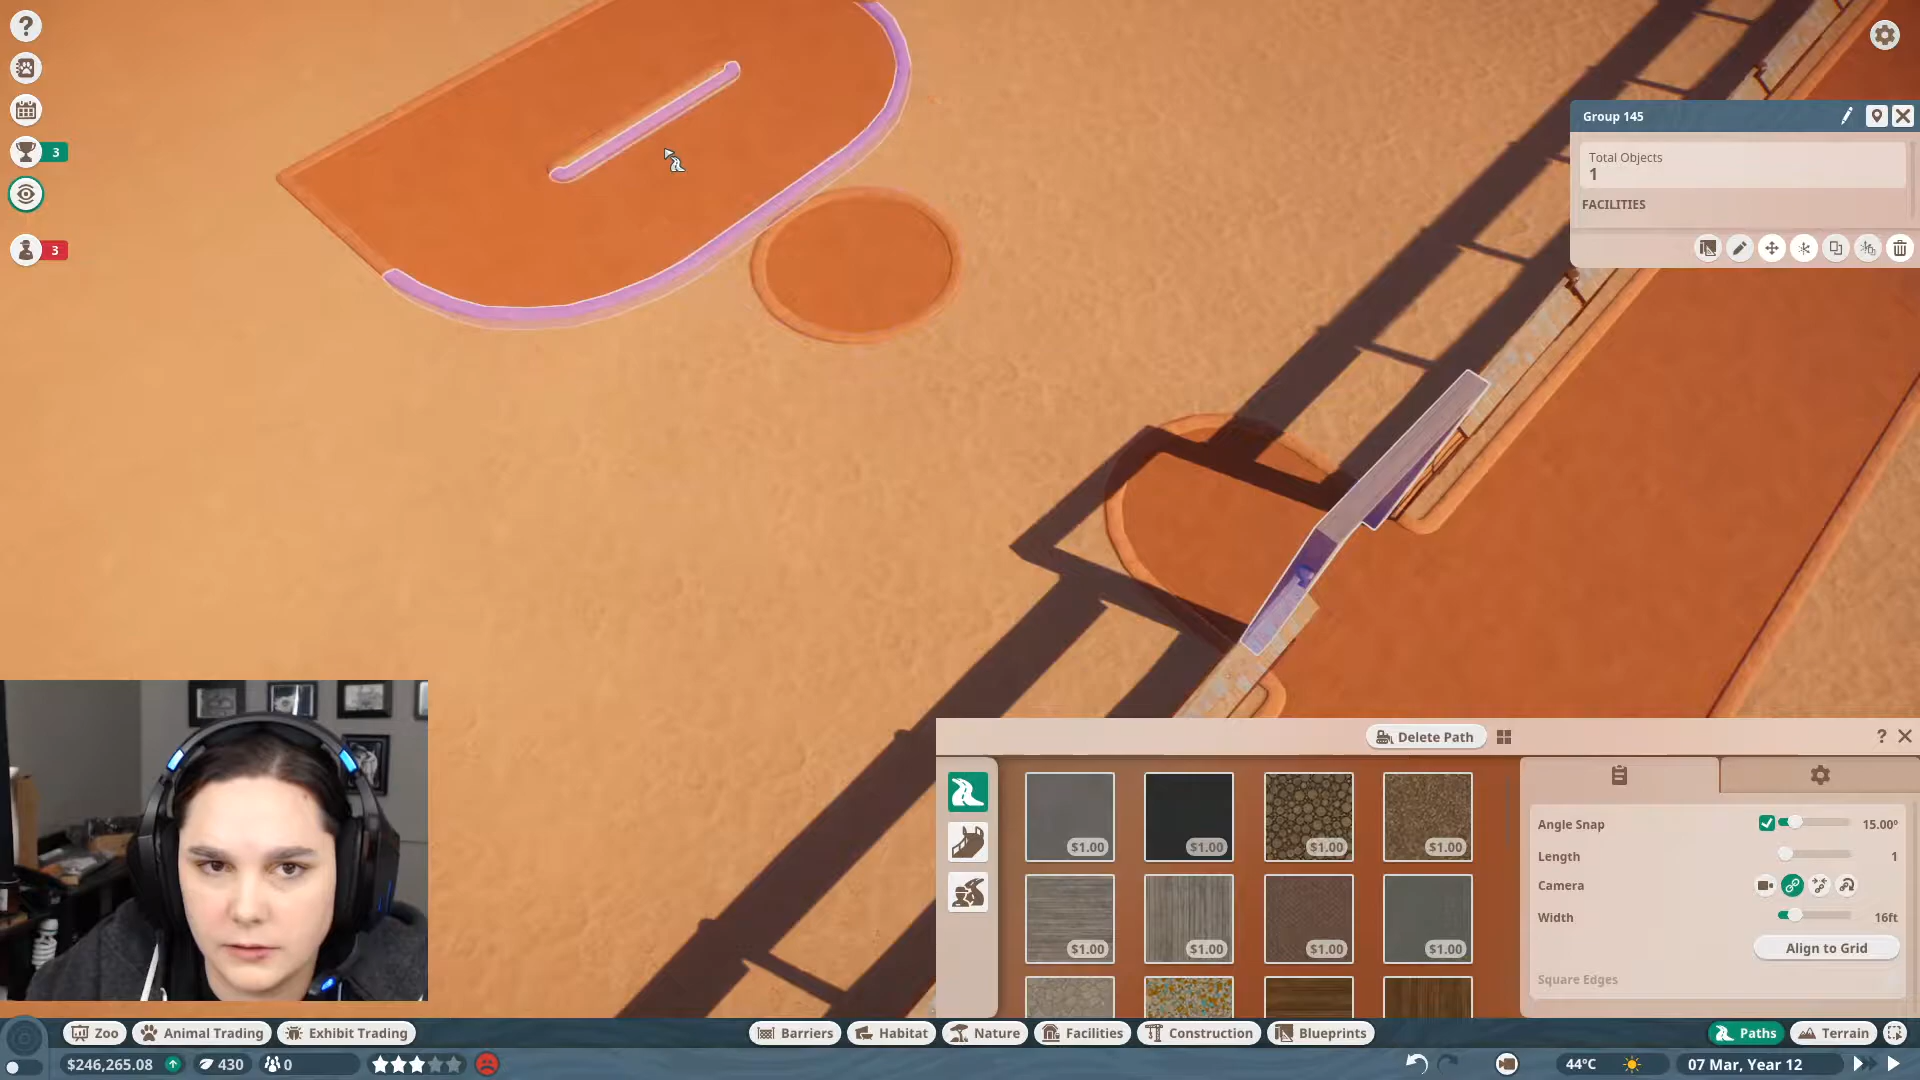 ?
3
3
Group 145
Total Objects
1
FACILITIES
Delete Path
?
$1.00
$1.00
$1.00
$1.00
$1.00
$1.00
$1.00
$1.00
Angle Snap
15.00°
Length
1
Camera
Width
16ft
Align to Grid
Square Edges
Zoo
Animal Trading
Exhibit Trading
Barriers
Habitat
Nature
Facilities
Construction
Blueprints
Paths
Terrain
$246,265.08
430
0
44°C
07 Mar, Year 12